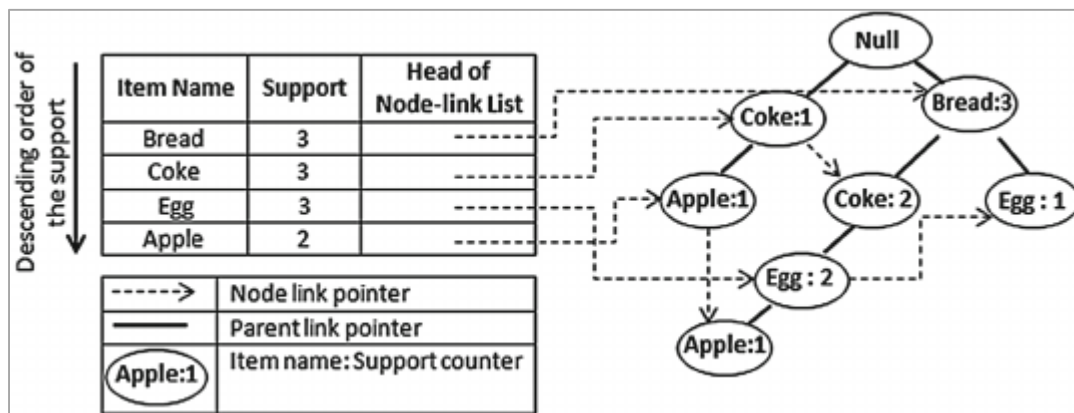 Descending order of
the support
Item Name Support Head of
Node-link List
Bread 3
Coke 3
Egg 3
Apple 2
Node link pointer
Parent link pointer
Apple:1 Item name: Support counter
Null
Coke:1 Bread:3
Apple:1 Coke: 2 Egg : 1
Egg : 2
Apple:1